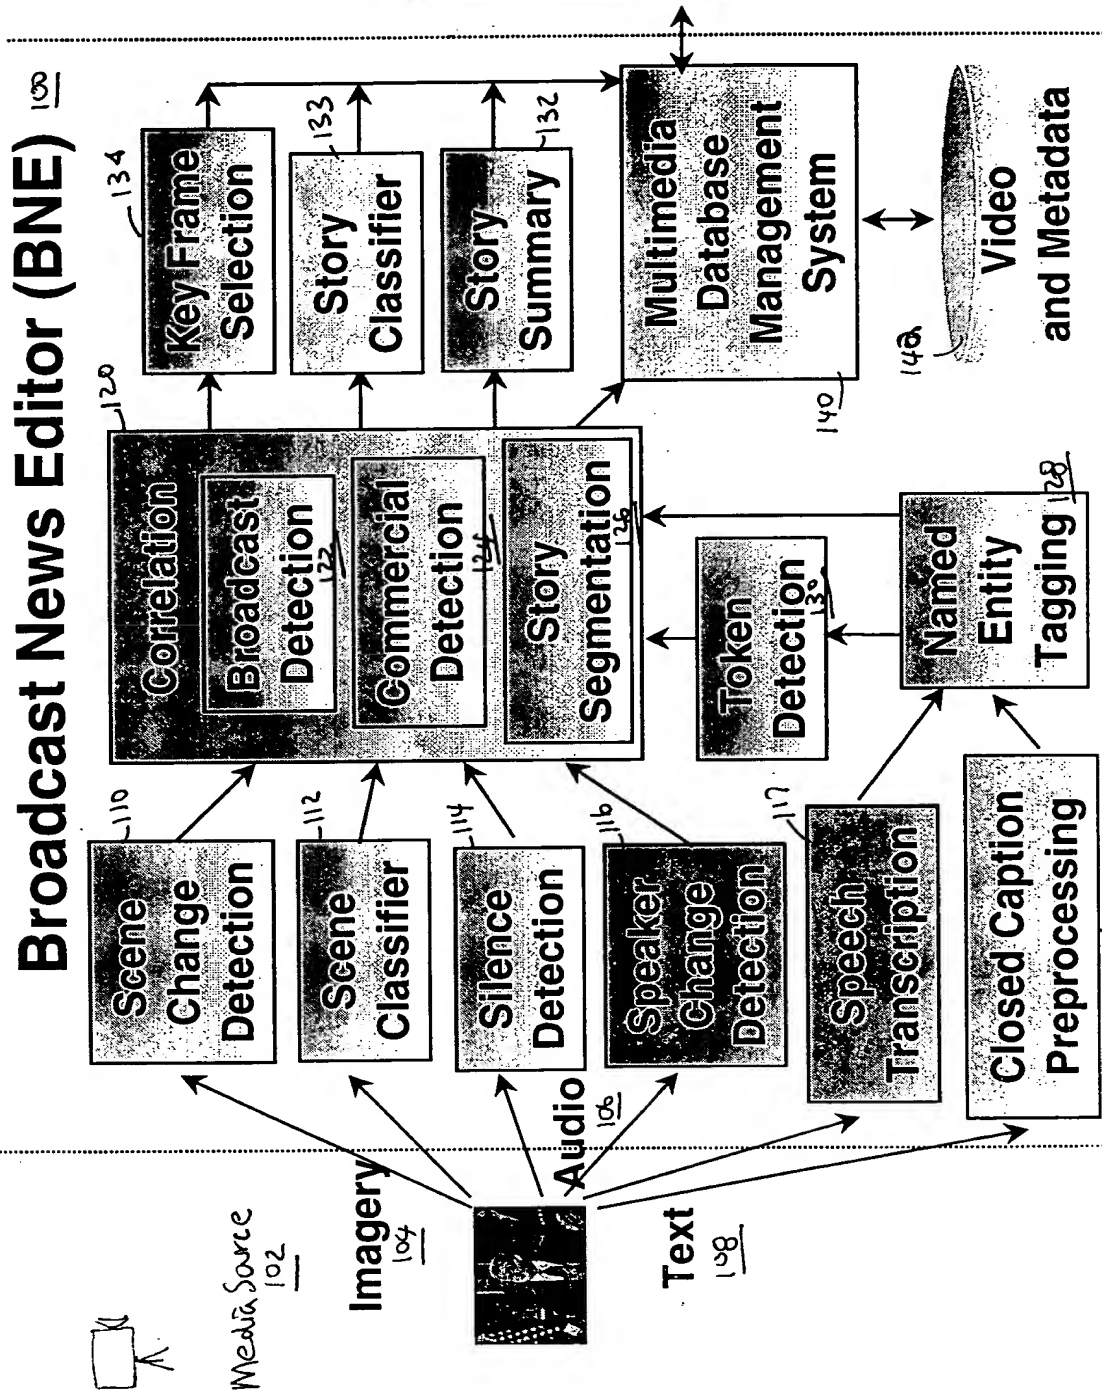 Broadcast News Editor (BNE)
Media Source
102
Imagery
104
Audio
106
Text
108
110
Scene
Change
Detection
112
Scene
Classifier
114
Silence
Detection
116
Speaker
Change
Detection
117
Speech
Transcription
Closed Caption
Preprocessing
120
Correlation
Broadcast
Detection
122
Commercial
Detection
124
Story
Segmentation
126
Token
Detection
130
Named
Entity
Tagging 128
134
Key Frame
Selection
133
Story
Classifier
132
Story
Summary
Multimedia
Database
Management
System
140
142
Video
and Metadata